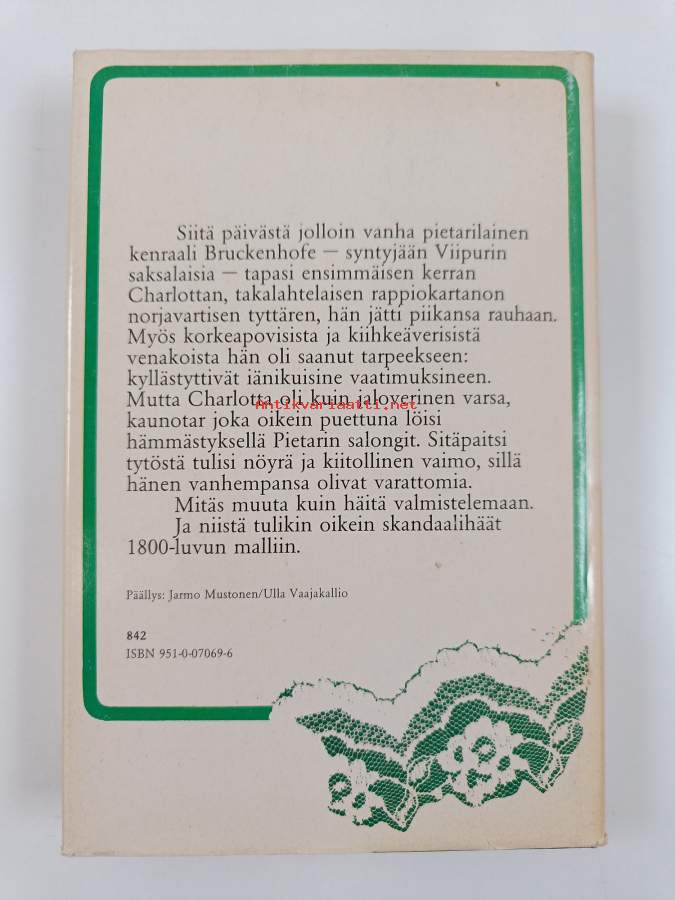 Siitä päivästä jolloin vanha pietarilainen
kenraali Bruckenhofe — syntyjään Viipurin
saksalaisia — tapasi ensimmäisen kerran
Charlottan, takalahtelaisen rappiokartanon
norjavartisen tyttären, hän jätti piikansa rauhaan.
Myös korkeapovisista ja kiihkeäverisistä
venakoista hän oli saanut tarpeekseen:
kyllästyttivät iänikuisine vaatimuksineen.
Mutta Charlotta oli kuin jaloverinen varsa,
Antikvariaatti.net
kaunotar joka oikein puettuna löisi
hämmästyksellä Pietarin salongit. Sitäpaitsi
tytöstä tulisi nöyrä ja kiitollinen vaimo, sillä
hänen vanhempansa olivat varattomia.
Mitäs muuta kuin häitä valmistelemaan.
Ja niistä tulikin oikein skandaalihäät
1800-luvun malliin.
Päällys: Jarmo Mustonen/Ulla Vaajakallio
842
ISBN 951-0-07069-6